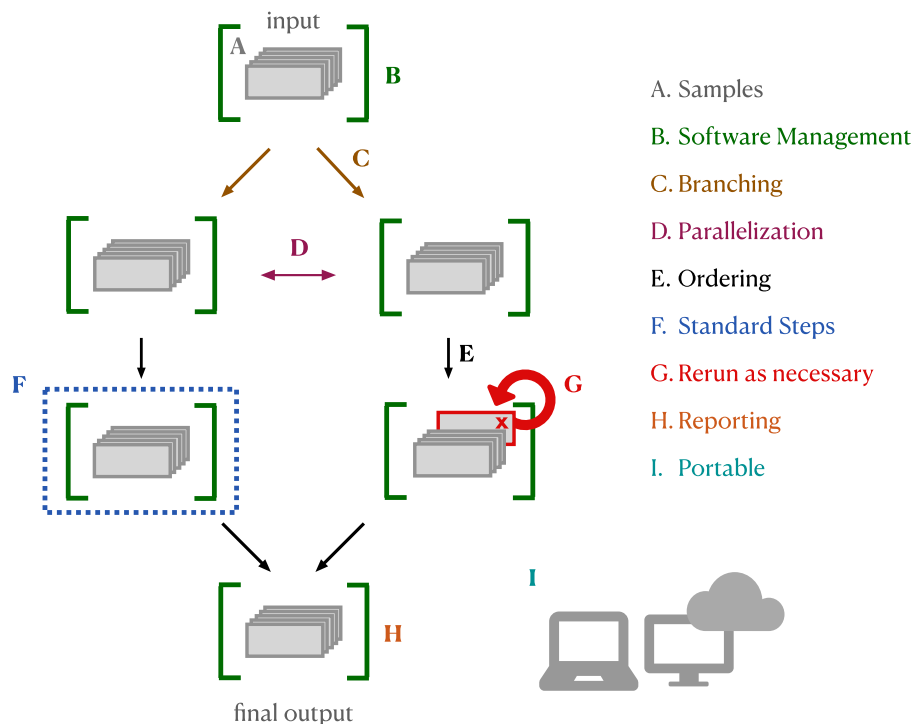 input
A
B
C
D
E
F
G
x
H
final output
I
A. Samples
B. Software Management
C. Branching
D. Parallelization
E. Ordering
F. Standard Steps
G. Rerun as necessary
H. Reporting
I. Portable